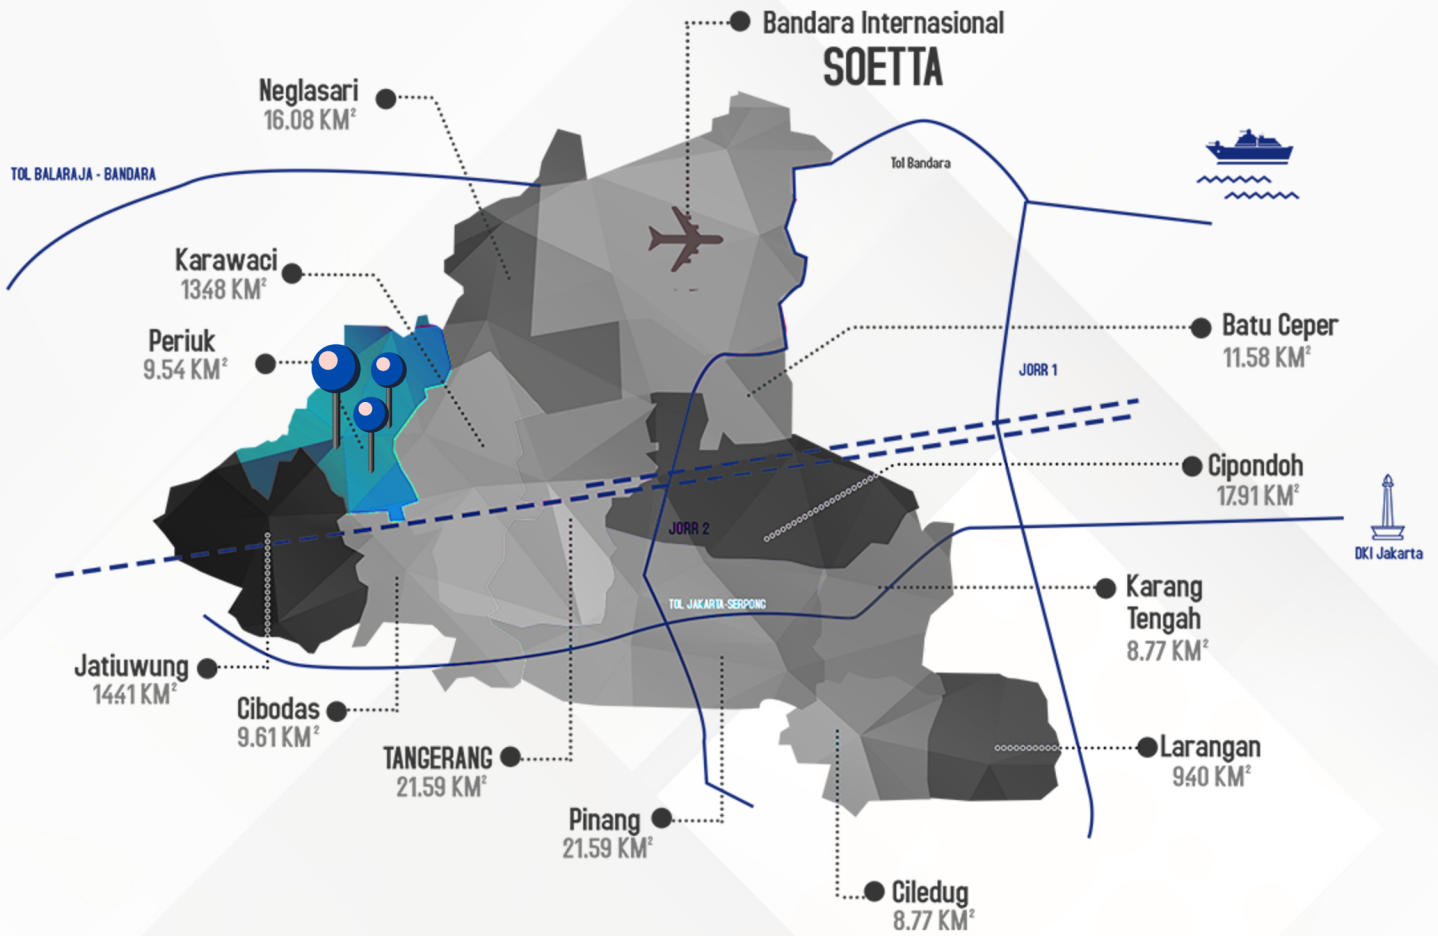 Bandara Internasional
SOETTA
Neglasari
16.08 KM²
TOL BALARAJA - BANDARA
Tol Bandara
Karawaci
13.48 KM²
Periuk
9.54 KM²
Batu Ceper
11.58 KM²
JORR 1
Cipondoh
17.91 KM²
JORR 2
DKI Jakarta
TOL JAKARTA-SERPONG
Karang
Tengah
8.77 KM²
Jatiuwung
14.41 KM²
Cibodas
9.61 KM²
TANGERANG
21.59 KM²
Larangan
9.40 KM²
Pinang
21.59 KM²
Ciledug
8.77 KM²